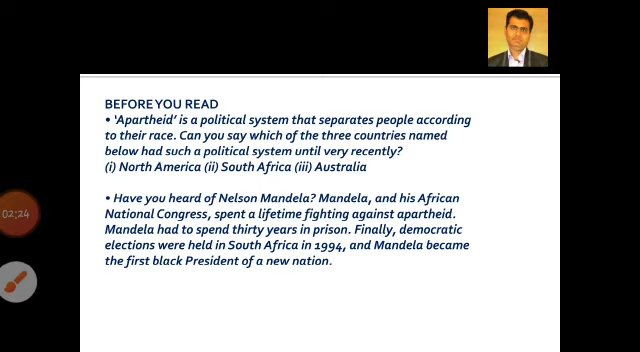 BEFORE YOU READ
• ‘Apartheid’ is a political system that separates people according
to their race. Can you say which of the three countries named
below had such a political system until very recently?
(i) North America (ii) South Africa (iii) Australia
• Have you heard of Nelson Mandela? Mandela, and his African
National Congress, spent a lifetime fighting against apartheid.
Mandela had to spend thirty years in prison. Finally, democratic
elections were held in South Africa in 1994, and Mandela became
the first black President of a new nation.
02:24